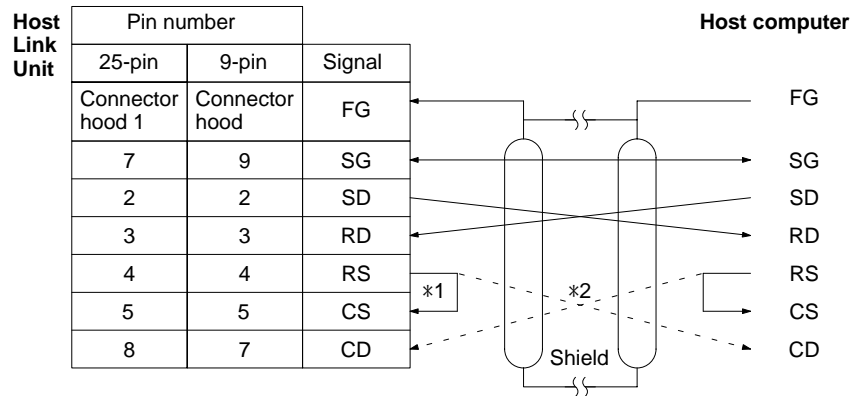 Host
Link
Unit
Pin number
Host computer
25-pin 9-pin Signal
Connector
hood 1
Connector
hood
FG
FG
7 9 SG SG
2 2 SD SD
3 3 RD RD
4 4 RS RS
*1 *2
5 5 CS CS
8 7 CD CD
Shield